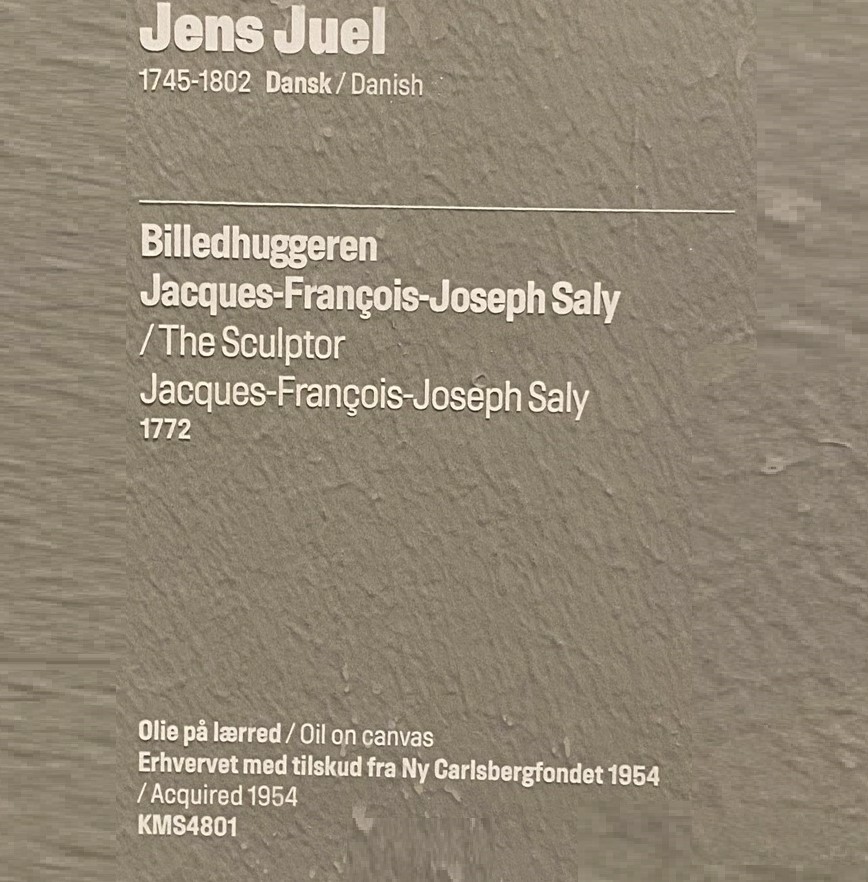 Jens Juel
1745-1802 Dansk / Danish
Billedhuggeren
Jacques-François-Joseph Saly
/ The Sculptor
Jacques-François-Joseph Saly
1772
Olie på lærred / Oil on canvas
Erhvervet med tilskud fra Ny Carlsbergfondet 1954
/ Acquired 1954
KMS4801